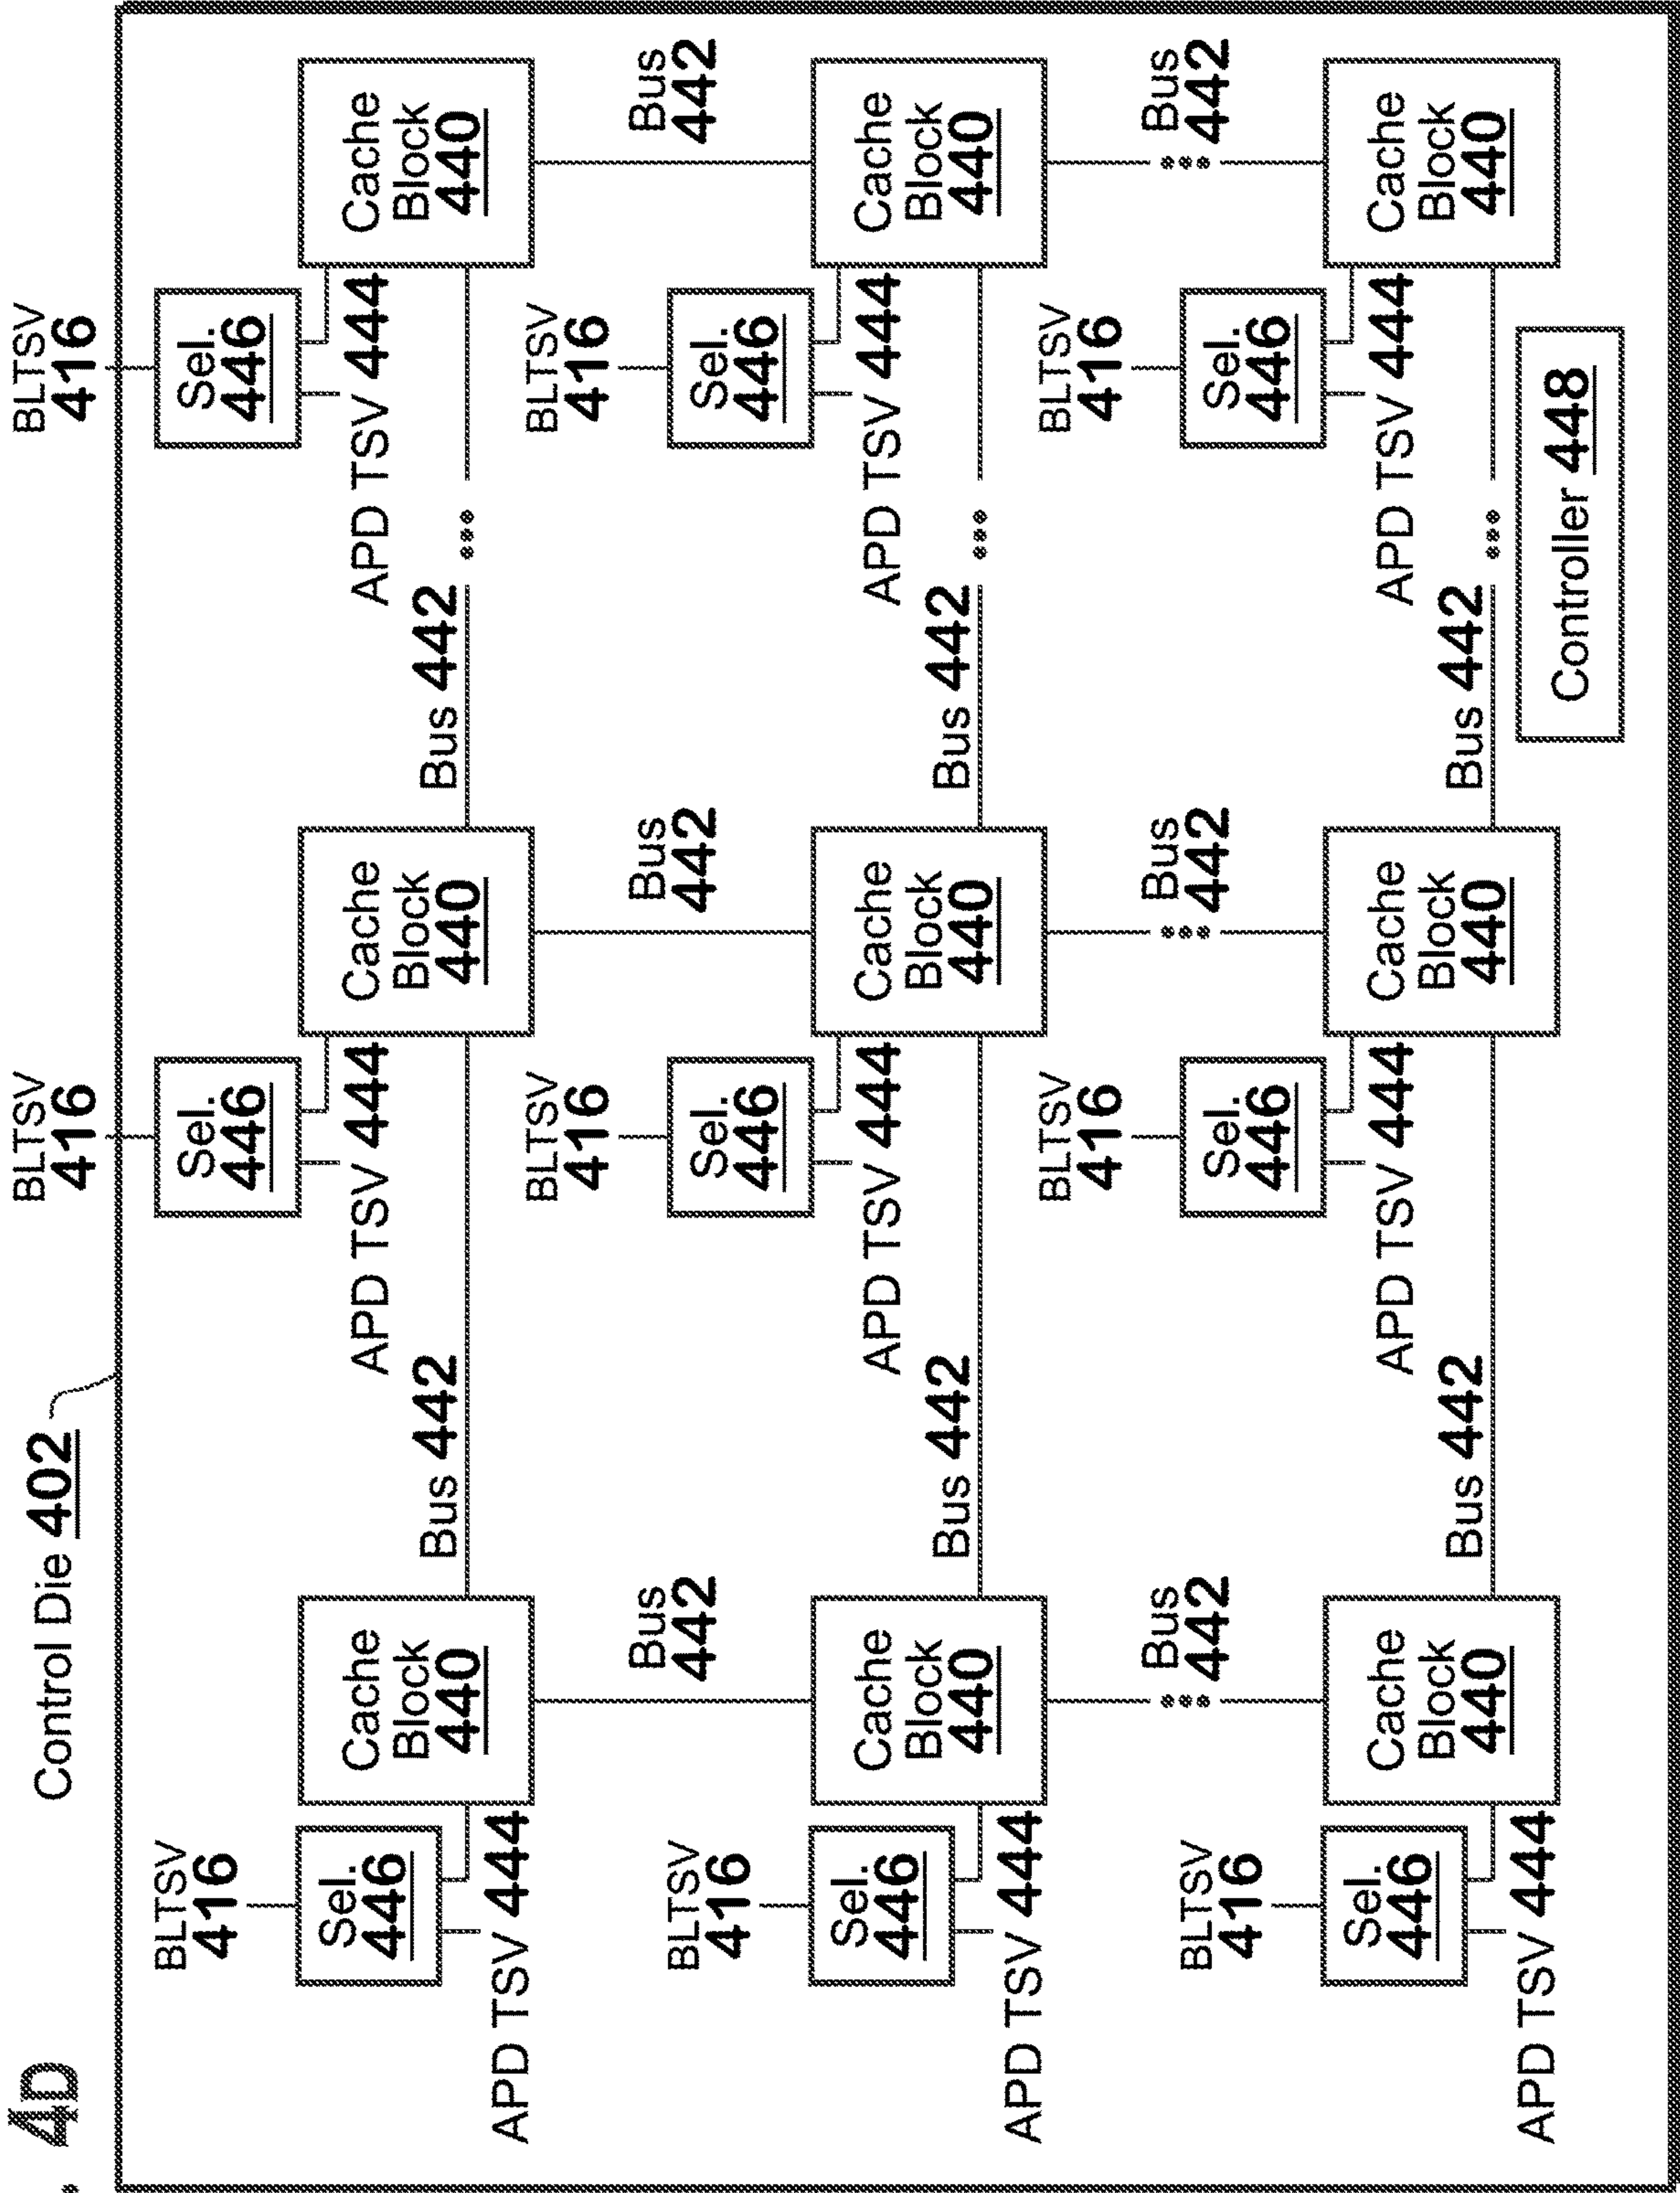 4D
Control Die 402
BLTSV
416
BLTSV
416
BLTSV
416
Sel.
446
Sel.
446
Sel.
446
APD TSV 444
Cache
Block
440
Bus 442
APD TSV 444
Cache
Block
440
Bus 442
...
APD TSV 444
Cache
Block
440
Bus
442
Bus
442
Bus
442
BLTSV
416
BLTSV
416
BLTSV
416
Sel.
446
Sel.
446
Sel.
446
APD TSV 444
Cache
Block
440
Bus 442
APD TSV 444
Cache
Block
440
Bus 442
...
APD TSV 444
Cache
Block
440
Bus
442
...
Bus
442
...
Bus
442
...
BLTSV
416
BLTSV
416
BLTSV
416
Sel.
446
Sel.
446
Sel.
446
APD TSV 444
Cache
Block
440
Bus 442
APD TSV 444
Cache
Block
440
Bus 442
...
APD TSV 444
Cache
Block
440
Controller 448